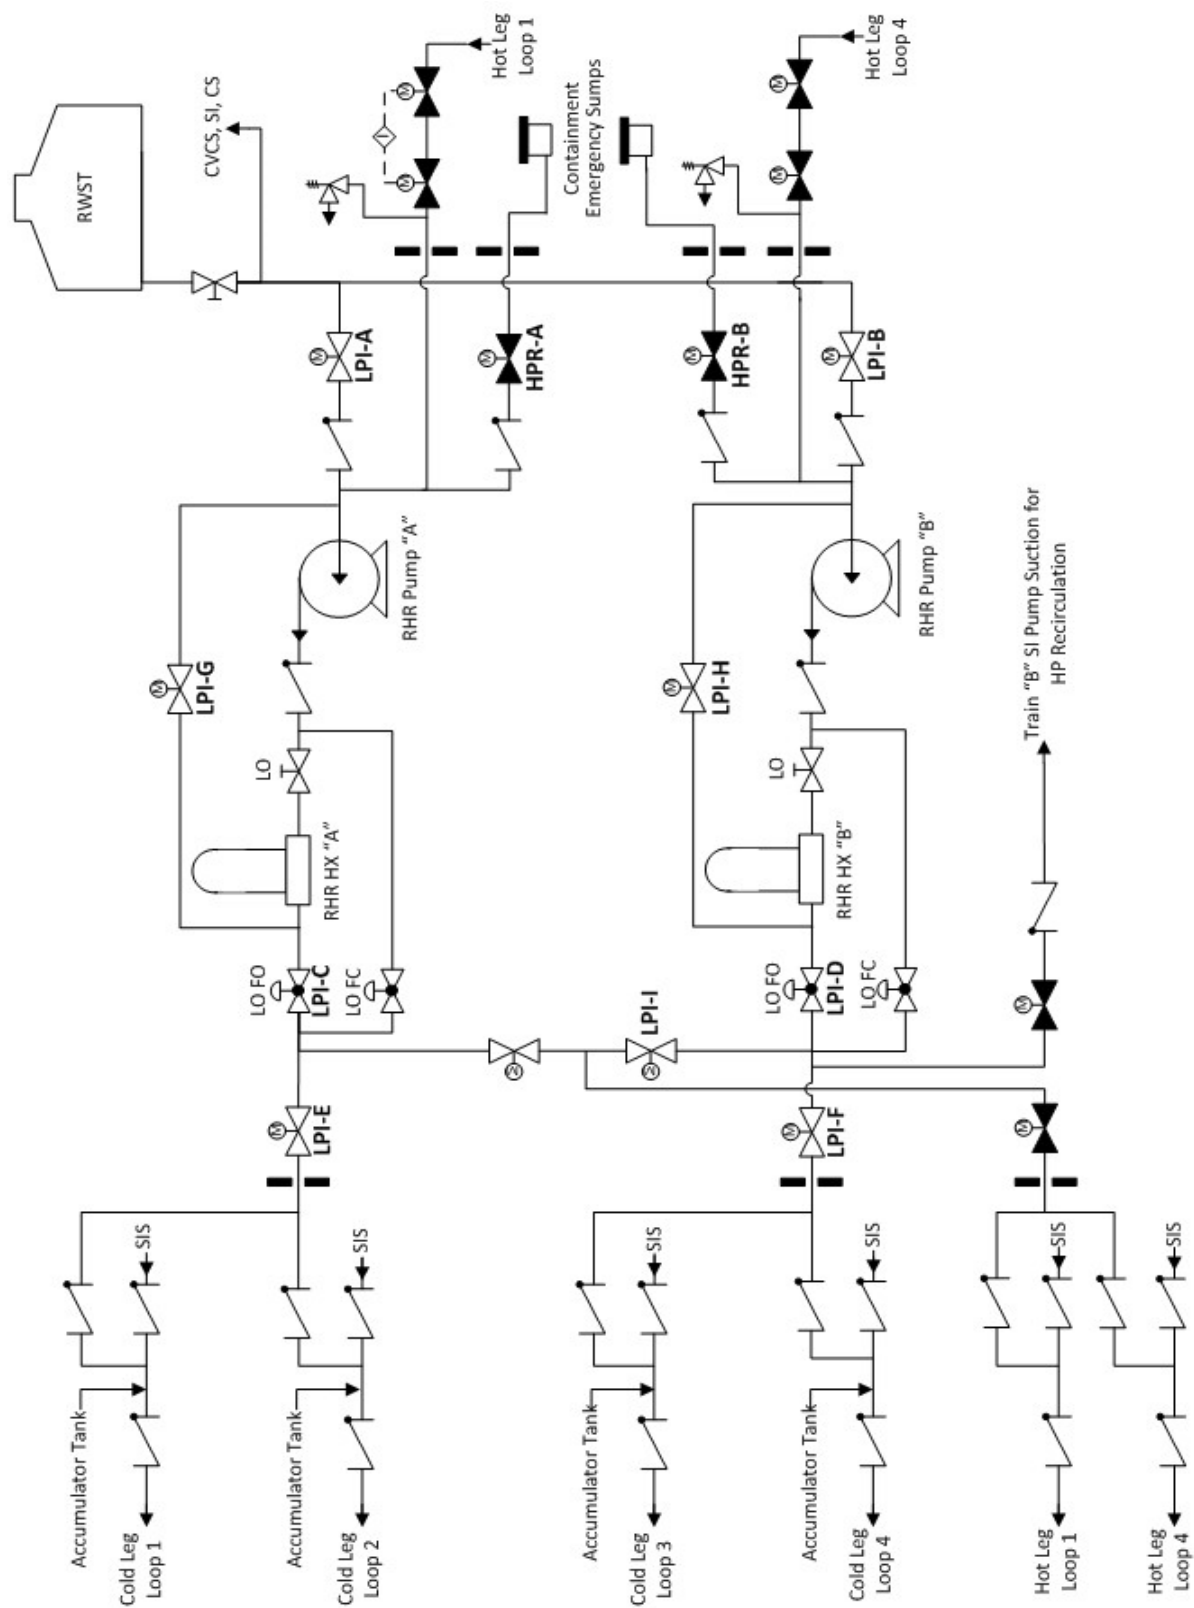 RWST
CVCS, SI, CS
Hot Leg
Loop 1
M
M
I
Containment
Emergency Sumps
Hot Leg
Loop 4
M
M
M
LPI-A
M
HPR-A
M
HPR-B
M
LPI-B
RHR Pump “A”
RHR Pump “B”
M
LPI-G
M
LPI-H
LO
LO
RHR HX “A”
RHR HX “B”
LO FO
LPI-C
LO FC
LO FO
LPI-D
LO FC
M
M
LPI-I
M
LPI-E
M
LPI-F
M
M
Train “B” SI Pump Suction for
HP Recirculation
SIS
SIS
SIS
SIS
SIS
SIS
Accumulator Tank
Accumulator Tank
Accumulator Tank
Accumulator Tank
Cold Leg
Loop 1
Cold Leg
Loop 2
Cold Leg
Loop 3
Cold Leg
Loop 4
Hot Leg
Loop 1
Hot Leg
Loop 4